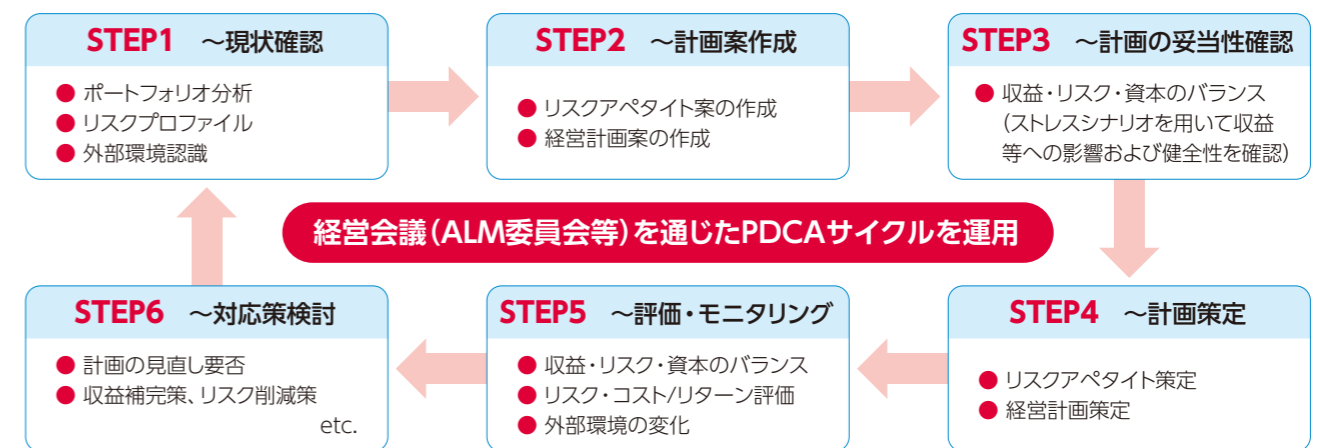 STEP1 ～現状確認
● ポートフォリオ分析
● リスクプロファイル
● 外部環境認識
STEP2 ～計画案作成
● リスクアペタイト案の作成
● 経営計画案の作成
STEP3 ～計画の妥当性確認
● 収益・リスク・資本のバランス
（ストレスシナリオを用いて収益
等への影響および健全性を確認）
経営会議（ALM委員会等）を通じたPDCAサイクルを運用
STEP4 ～計画策定
● リスクアペタイト策定
● 経営計画策定
STEP5 ～評価・モニタリング
● 収益・リスク・資本のバランス
● リスク・コスト/リターン評価
● 外部環境の変化
STEP6 ～対応策検討
● 計画の見直し要否
● 収益補完策、リスク削減策
etc.